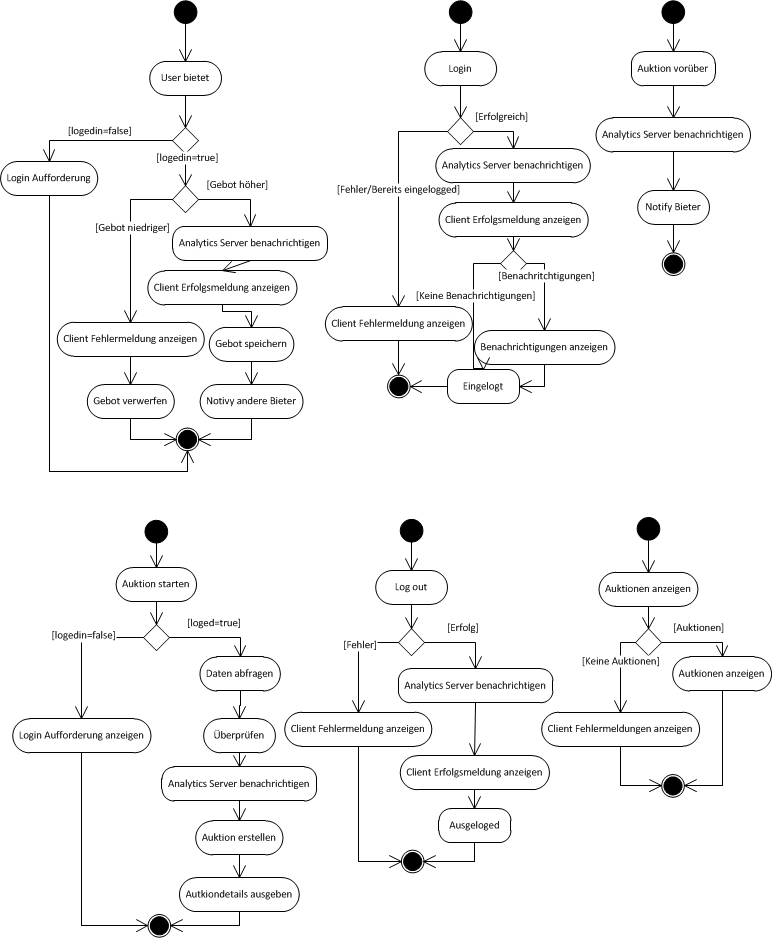 User bietet
[logedin=false]
[logedin=true]
Login Aufforderung
[Gebot höher]
[Gebot niedriger]
Analytics Server benachrichtigen
Client Erfolgsmeldung anzeigen
Client Fehlermeldung anzeigen
Gebot speichern
Gebot verwerfen
Notivy andere Bieter
Login
[Erfolgreich]
Analytics Server benachrichtigen
[Fehler/Bereits eingelogged]
Client Erfolgsmeldung anzeigen
[Benachritchtigungen]
[Keine Benachrichtigungen]
Client Fehlermeldung anzeigen
Benachrichtigungen anzeigen
Eingelogt
Auktion vorüber
Analytics Server benachrichtigen
Notify Bieter
Auktion starten
[loged=true]
[logedin=false]
Daten abfragen
Login Aufforderung anzeigen
Überprüfen
Analytics Server benachrichtigen
Auktion erstellen
Autkiondetails ausgeben
Log out
[Erfolg]
[Fehler]
Analytics Server benachrichtigen
Client Fehlermeldung anzeigen
Client Erfolgsmeldung anzeigen
Ausgeloged
Auktionen anzeigen
[Auktionen]
[Keine Auktionen]
Autkionen anzeigen
Client Fehlermeldungen anzeigen